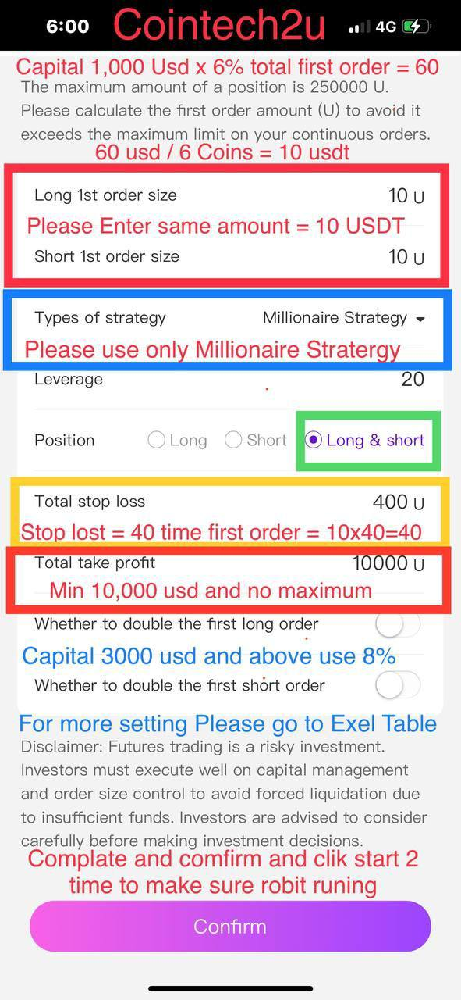 6:00 Cointech2u 4G
Capital 1,000 Usd x 6% total first order = 60
The maximum amount of a position is 250000 U.
Please calculate the first order amount (U) to avoid it
exceeds the maximum limit on your continuous orders.
60 usd / 6 Coins = 10 usdt
Long 1st order size 10 U
Please Enter same amount = 10 USDT
Short 1st order size 10 U
Types of strategy Millionaire Strategy
Please use only Millionaire Stratergy
Leverage 20
Position Long Short Long & short
Total stop loss 400 U
Stop lost = 40 time first order = 10x40=40
Total take profit 10000 U
Min 10,000 usd and no maximum
Whether to double the first long order
Capital 3000 usd and above use 8%
Whether to double the first short order
For more setting Please go to Exel Table
Disclaimer: Futures trading is a risky investment.
Investors must execute well on capital management
and order size control to avoid forced liquidation due
to insufficient funds. Investors are advised to consider
carefully before making investment decisions.
Complate and comfirm and clik start 2
time to make sure robit runing
Confirm